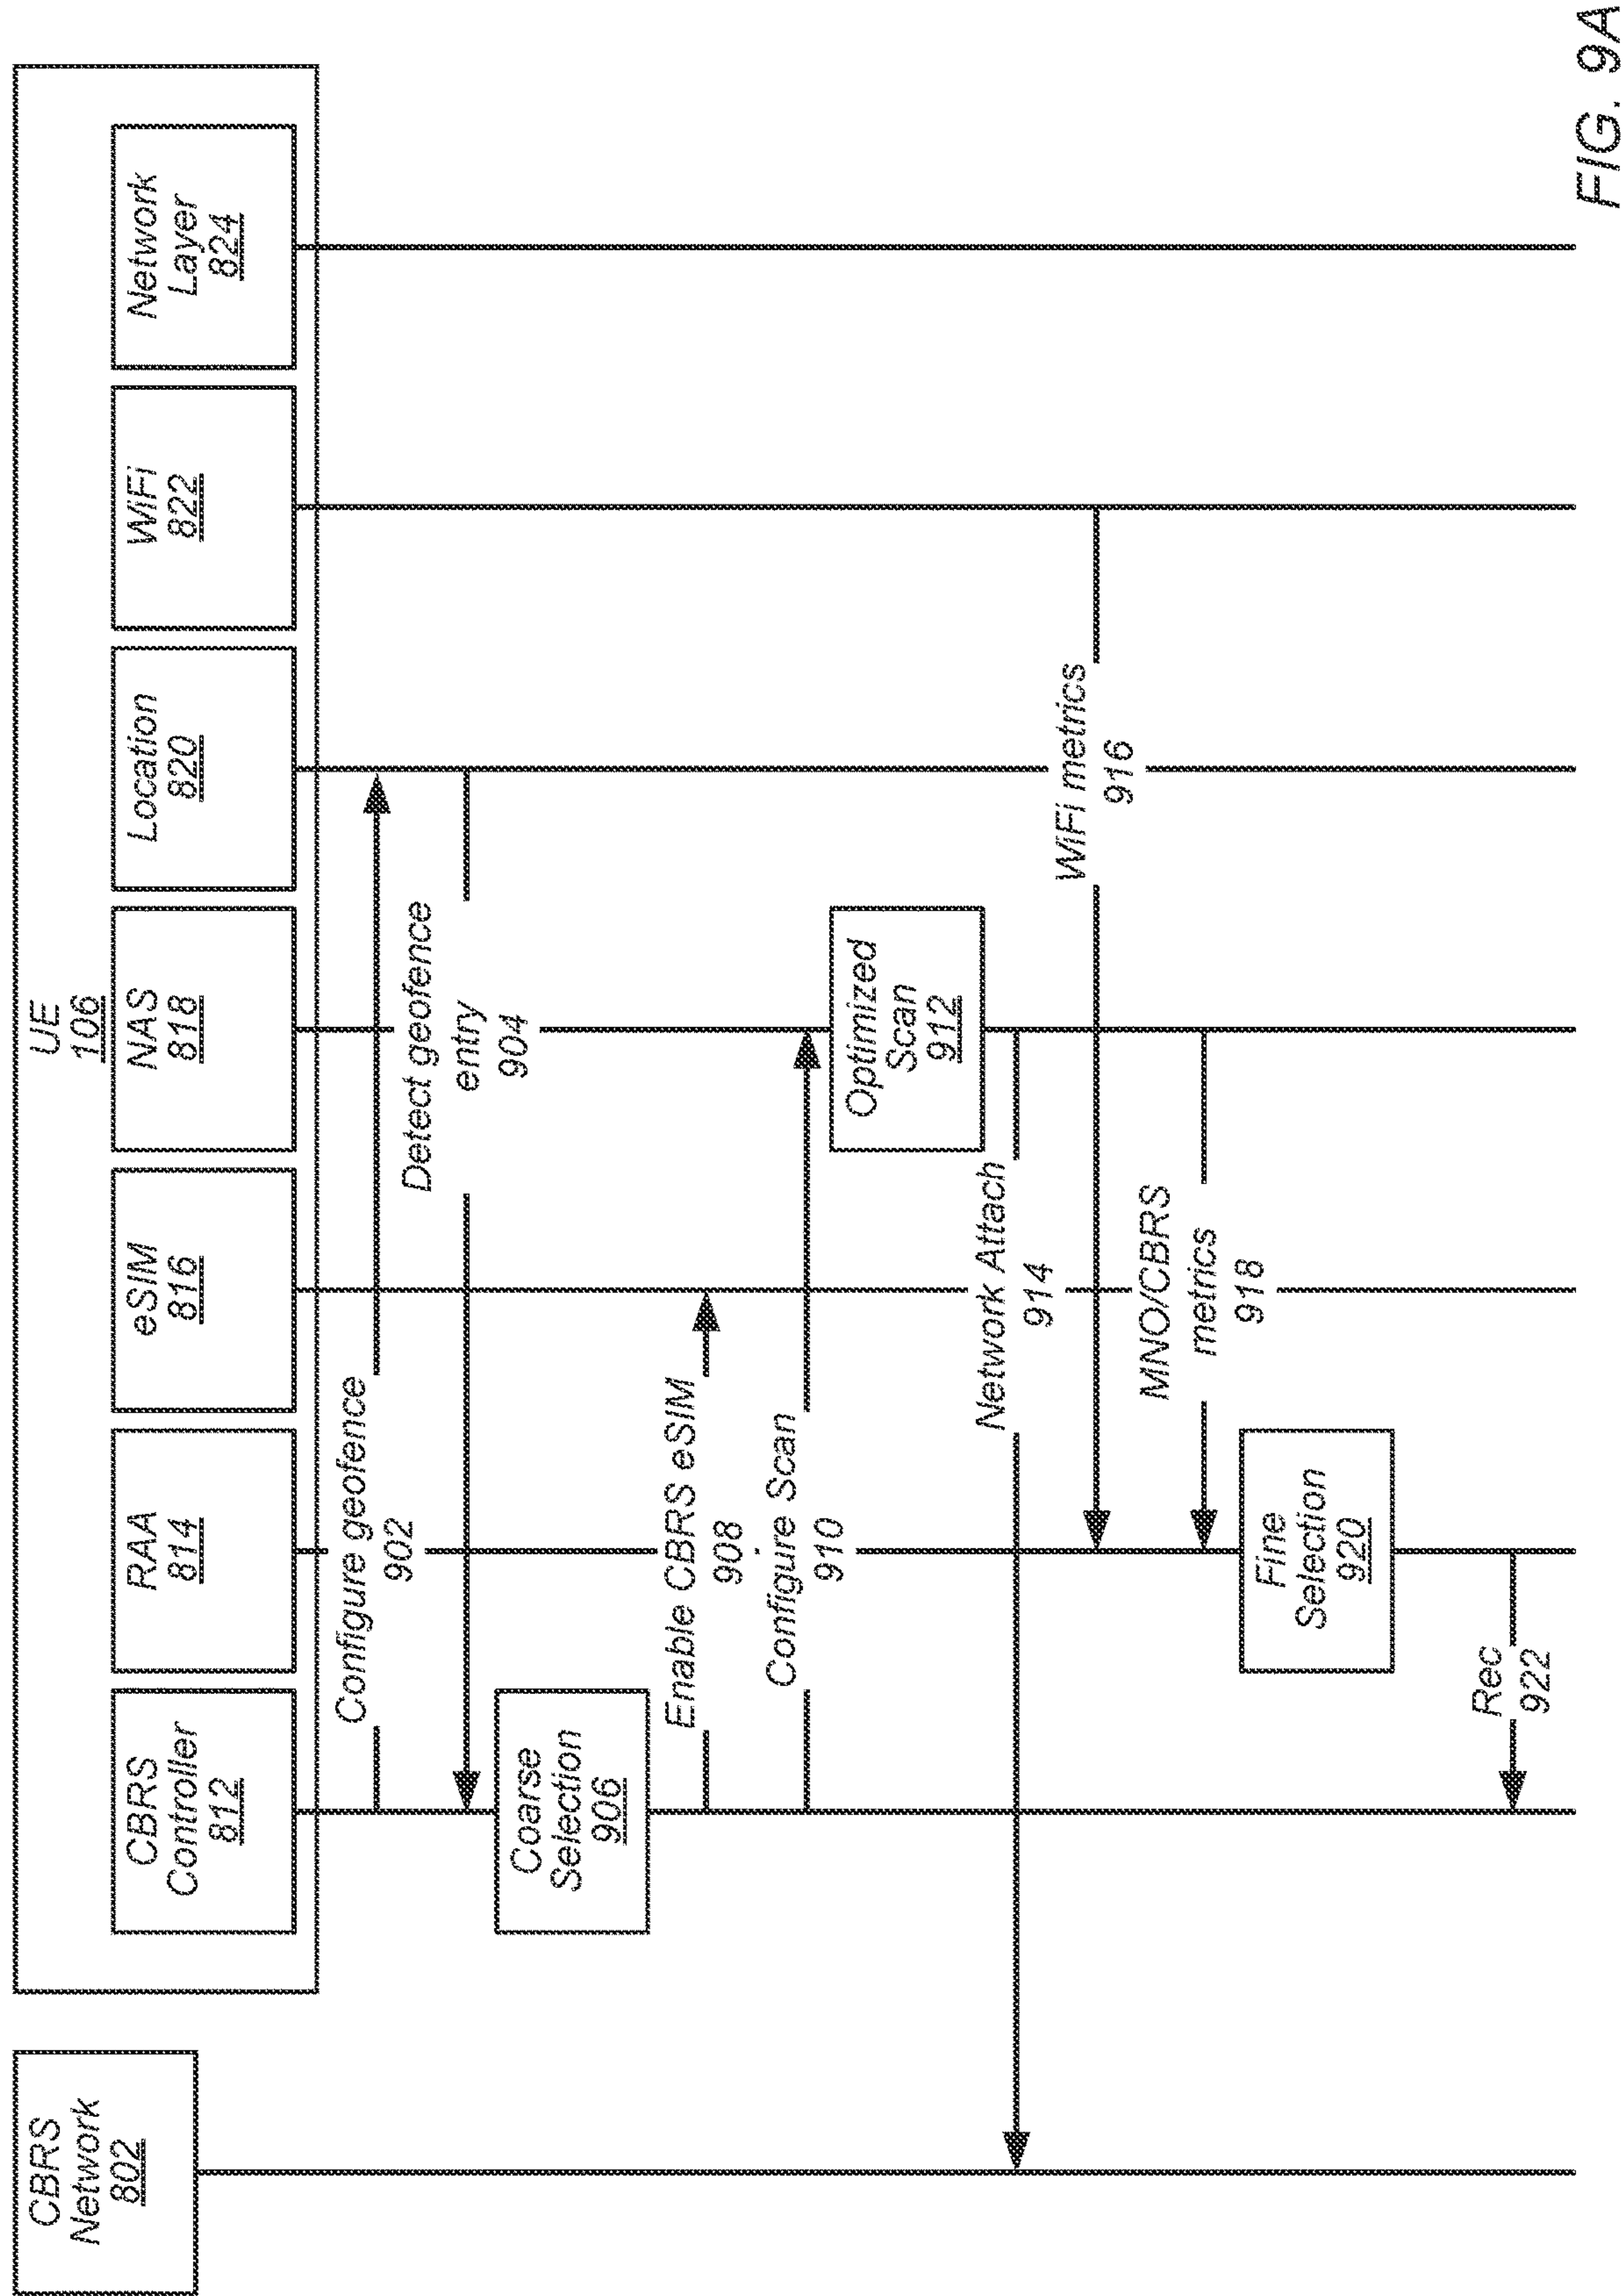 CBRS
Network
802
UE
106
CBRS
Controller
812
RAA
814
eSIM
816
NAS
818
Location
820
WiFi
822
Network
Layer
824
Configure geofence
902
Detect geofence
entry
904
Coarse
Selection
906
Enable CBRS eSIM
908
Configure Scan
910
Optimized
Scan
912
Network Attach
914
WiFi metrics
916
MNO/CBRS
metrics
918
Fine
Selection
920
Rec
922
FIG. 9A